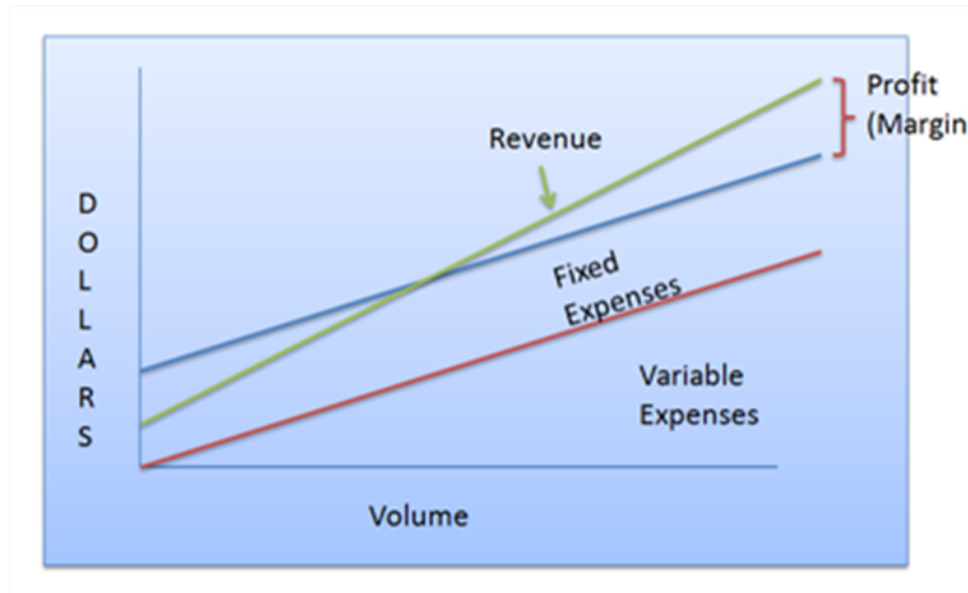 Profit
(Margin
Revenue
D
O
L
L
A
R
S
Fixed
Expenses
Variable
Expenses
Volume